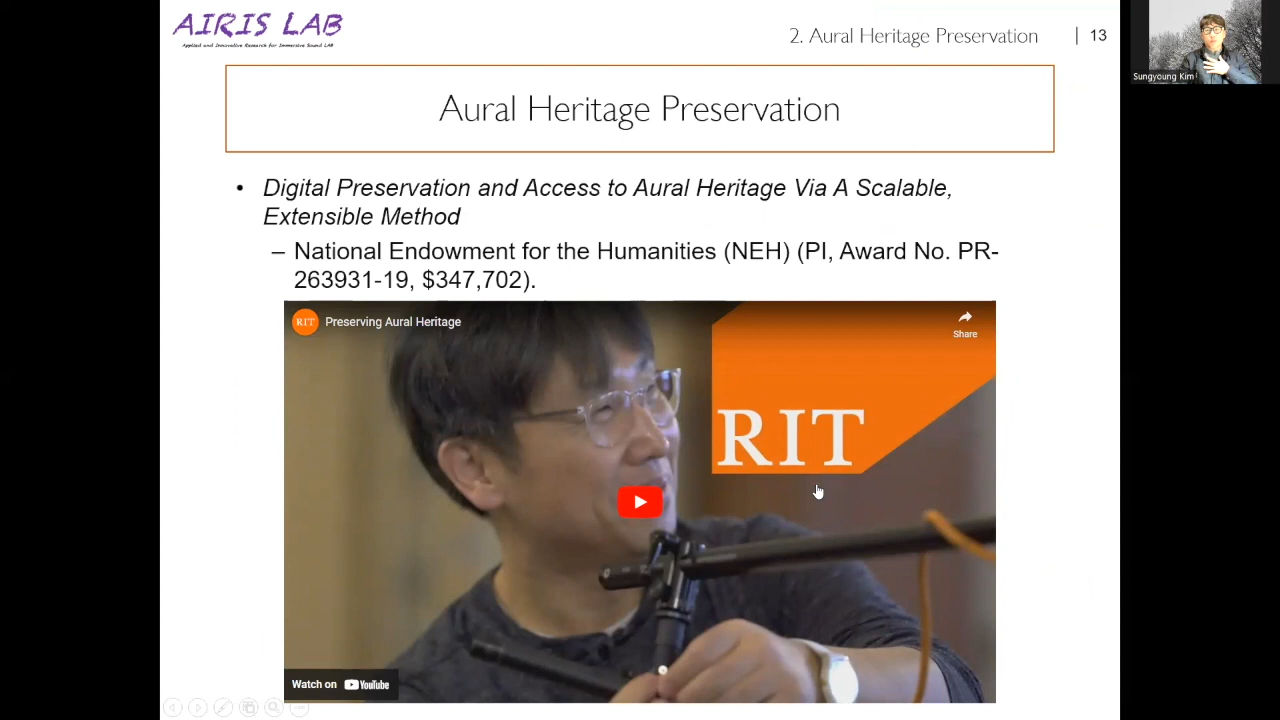 AIRIS LAB
Applied and Innovative Research for Immersive Sound LAB
2. Aural Heritage Preservation | 13
Sungyoung Kim
Aural Heritage Preservation
• Digital Preservation and Access to Aural Heritage Via A Scalable,
Extensible Method
– National Endowment for the Humanities (NEH) (PI, Award No. PR-
263931-19, $347,702).
RIT
Preserving Aural Heritage
Share
RIT
Watch on YouTube